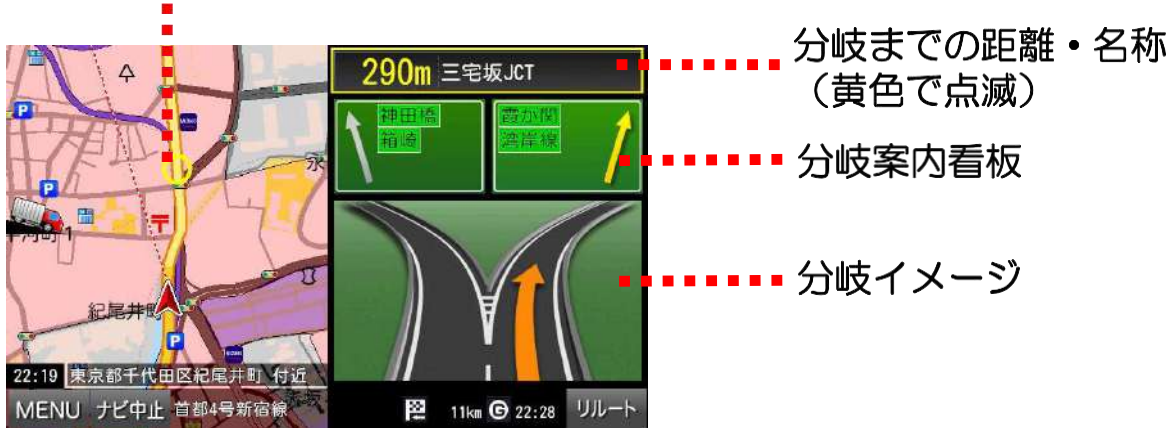 290m 三宅坂JCT
神田橋
箱崎
霞が関
湾岸線
P
P
〒
永
紀尾井町
P
22:19 東京都千代田区紀尾井町 付近
MENU ナビ中止 首都4号新宿線
11km G 22:28 リルート
分岐までの距離・名称
(黄色で点滅)
分岐案内看板
分岐イメージ